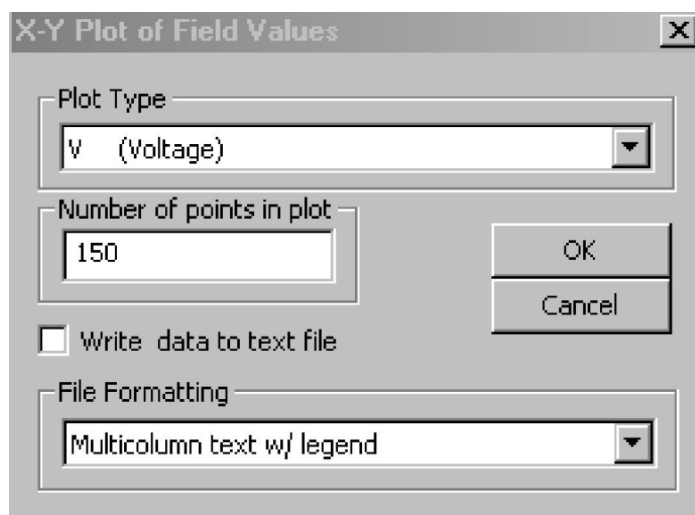 X-Y Plot of Field Values
Plot Type
V (Voltage)
Number of points in plot
150
OK
Cancel
Write data to text file
File Formatting
Multicolumn text w/ legend